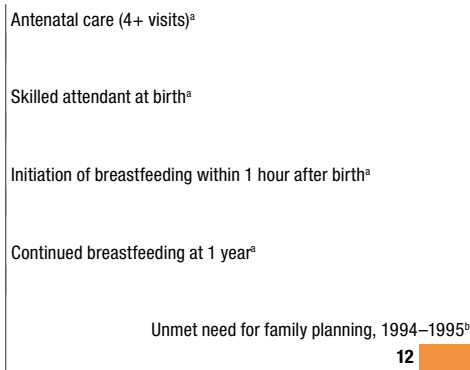 Antenatal care (4+ visits)ᵃ
Skilled attendant at birthᵃ
Initiation of breastfeeding within 1 hour after birthᵃ
Continued breastfeeding at 1 yearᵃ
Unmet need for family planning, 1994–1995ᵇ
12